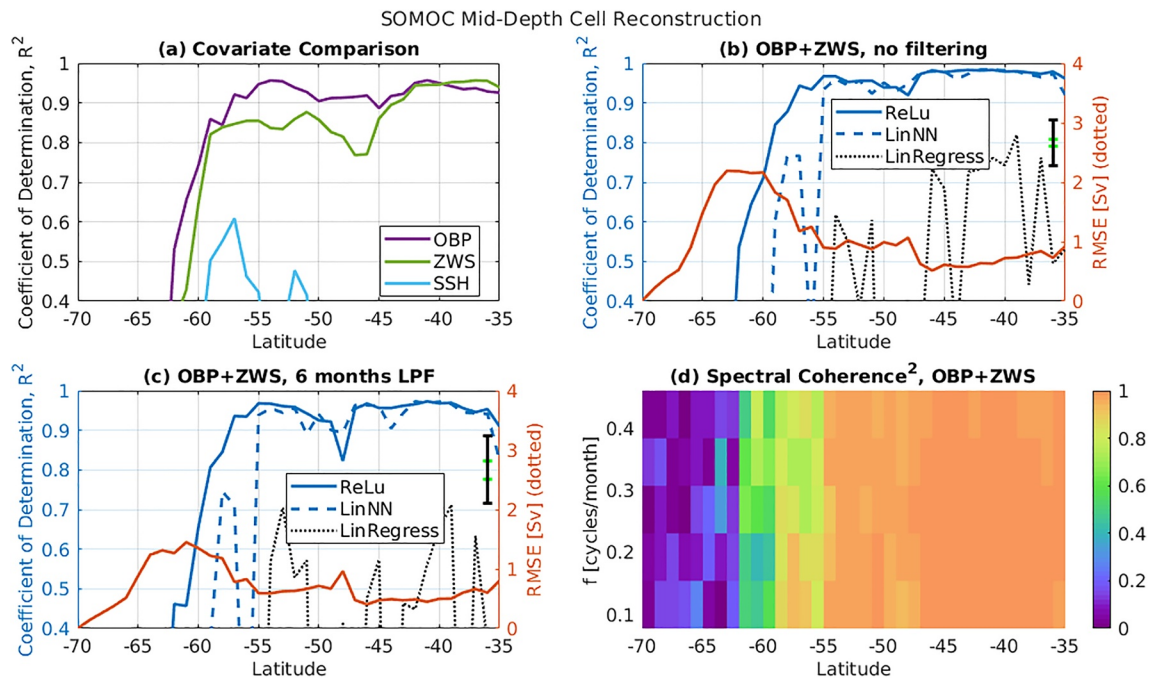 SOMOC Mid-Depth Cell Reconstruction
(a) Covariate Comparison
Coefficient of Determination, R²
1
0.9
0.8
0.7
0.6
0.5
0.4
OBP
ZWS
SSH
-70 -65 -60 -55 -50 -45 -40 -35
Latitude
(b) OBP+ZWS, no filtering
Coefficient of Determination, R²
1
0.9
0.8
0.7
0.6
0.5
0.4
ReLu
LinNN
LinRegress
4
3
2
1
0
RMSE [Sv] (dotted)
-70 -65 -60 -55 -50 -45 -40 -35
Latitude
(c) OBP+ZWS, 6 months LPF
Coefficient of Determination, R²
1
0.9
0.8
0.7
0.6
0.5
0.4
ReLu
LinNN
LinRegress
4
3
2
1
0
RMSE [Sv] (dotted)
-70 -65 -60 -55 -50 -45 -40 -35
Latitude
(d) Spectral Coherence², OBP+ZWS
f [cycles/month]
0.4
0.3
0.2
0.1
1
0.8
0.6
0.4
0.2
0
-70 -65 -60 -55 -50 -45 -40 -35
Latitude